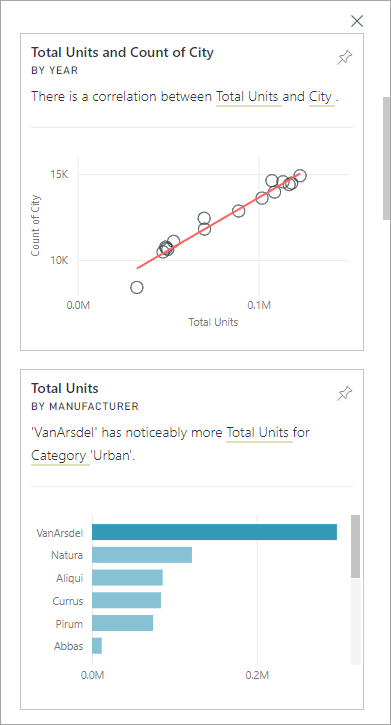 Total Units and Count of City
BY YEAR
There is a correlation between Total Units and City .
15K
10K
Count of City
0.0M 0.1M
Total Units
Total Units
BY MANUFACTURER
'VanArsdel' has noticeably more Total Units for
Category 'Urban'.
VanArsdel
Natura
Aliqui
Currus
Pirum
Abbas
0.0M 0.2M